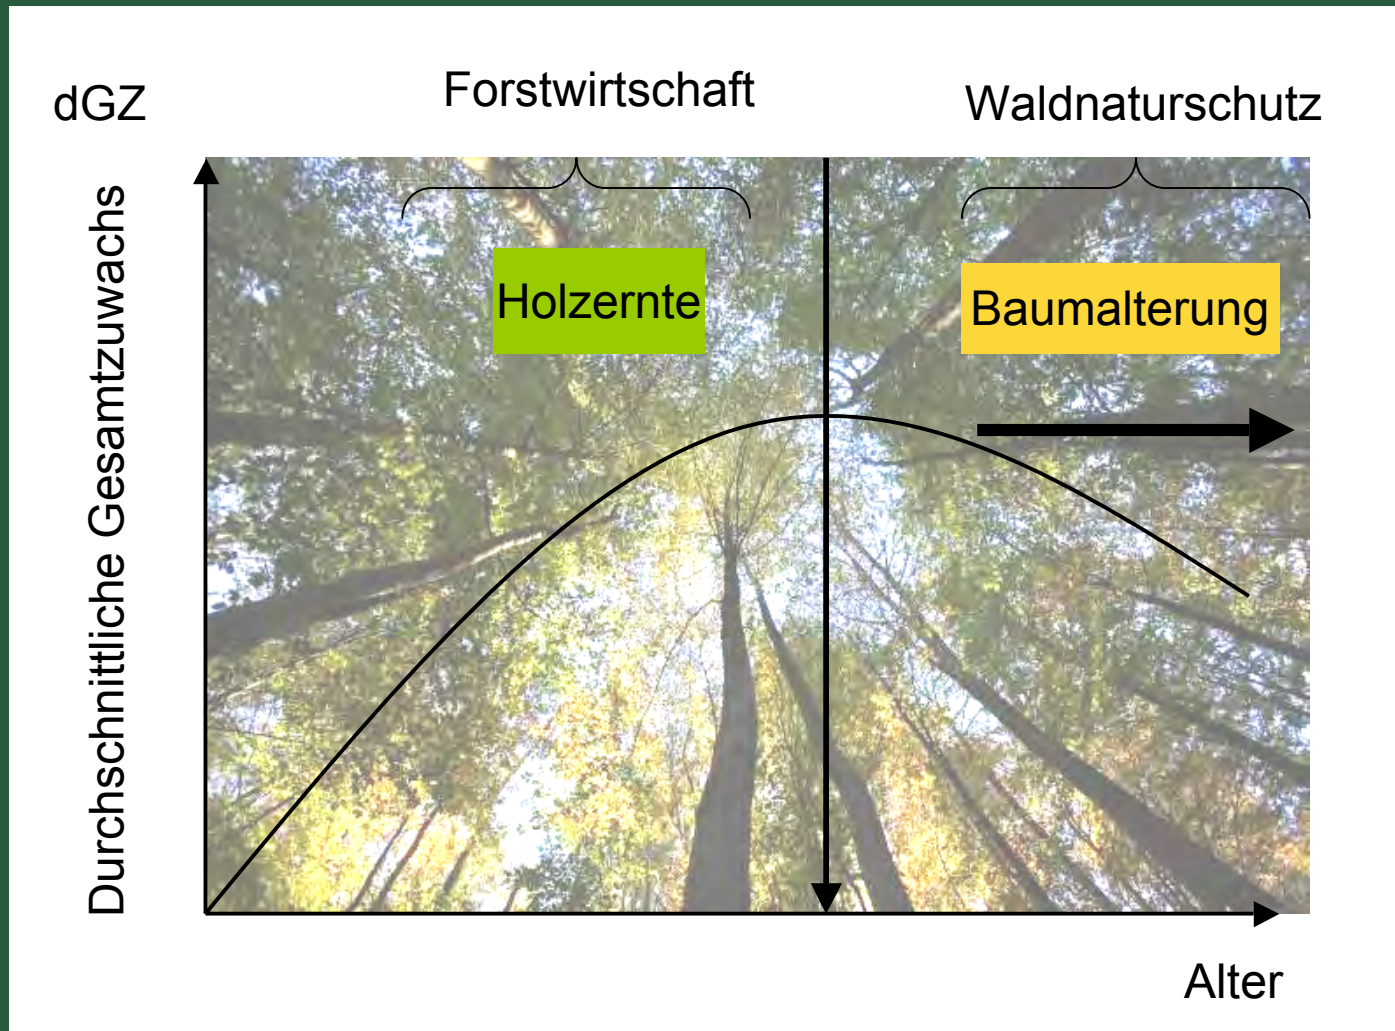 dGZ
Forstwirtschaft
Waldnaturschutz
Durchschnittliche Gesamtzuwachs
Holzernte
Baumalterung
Alter